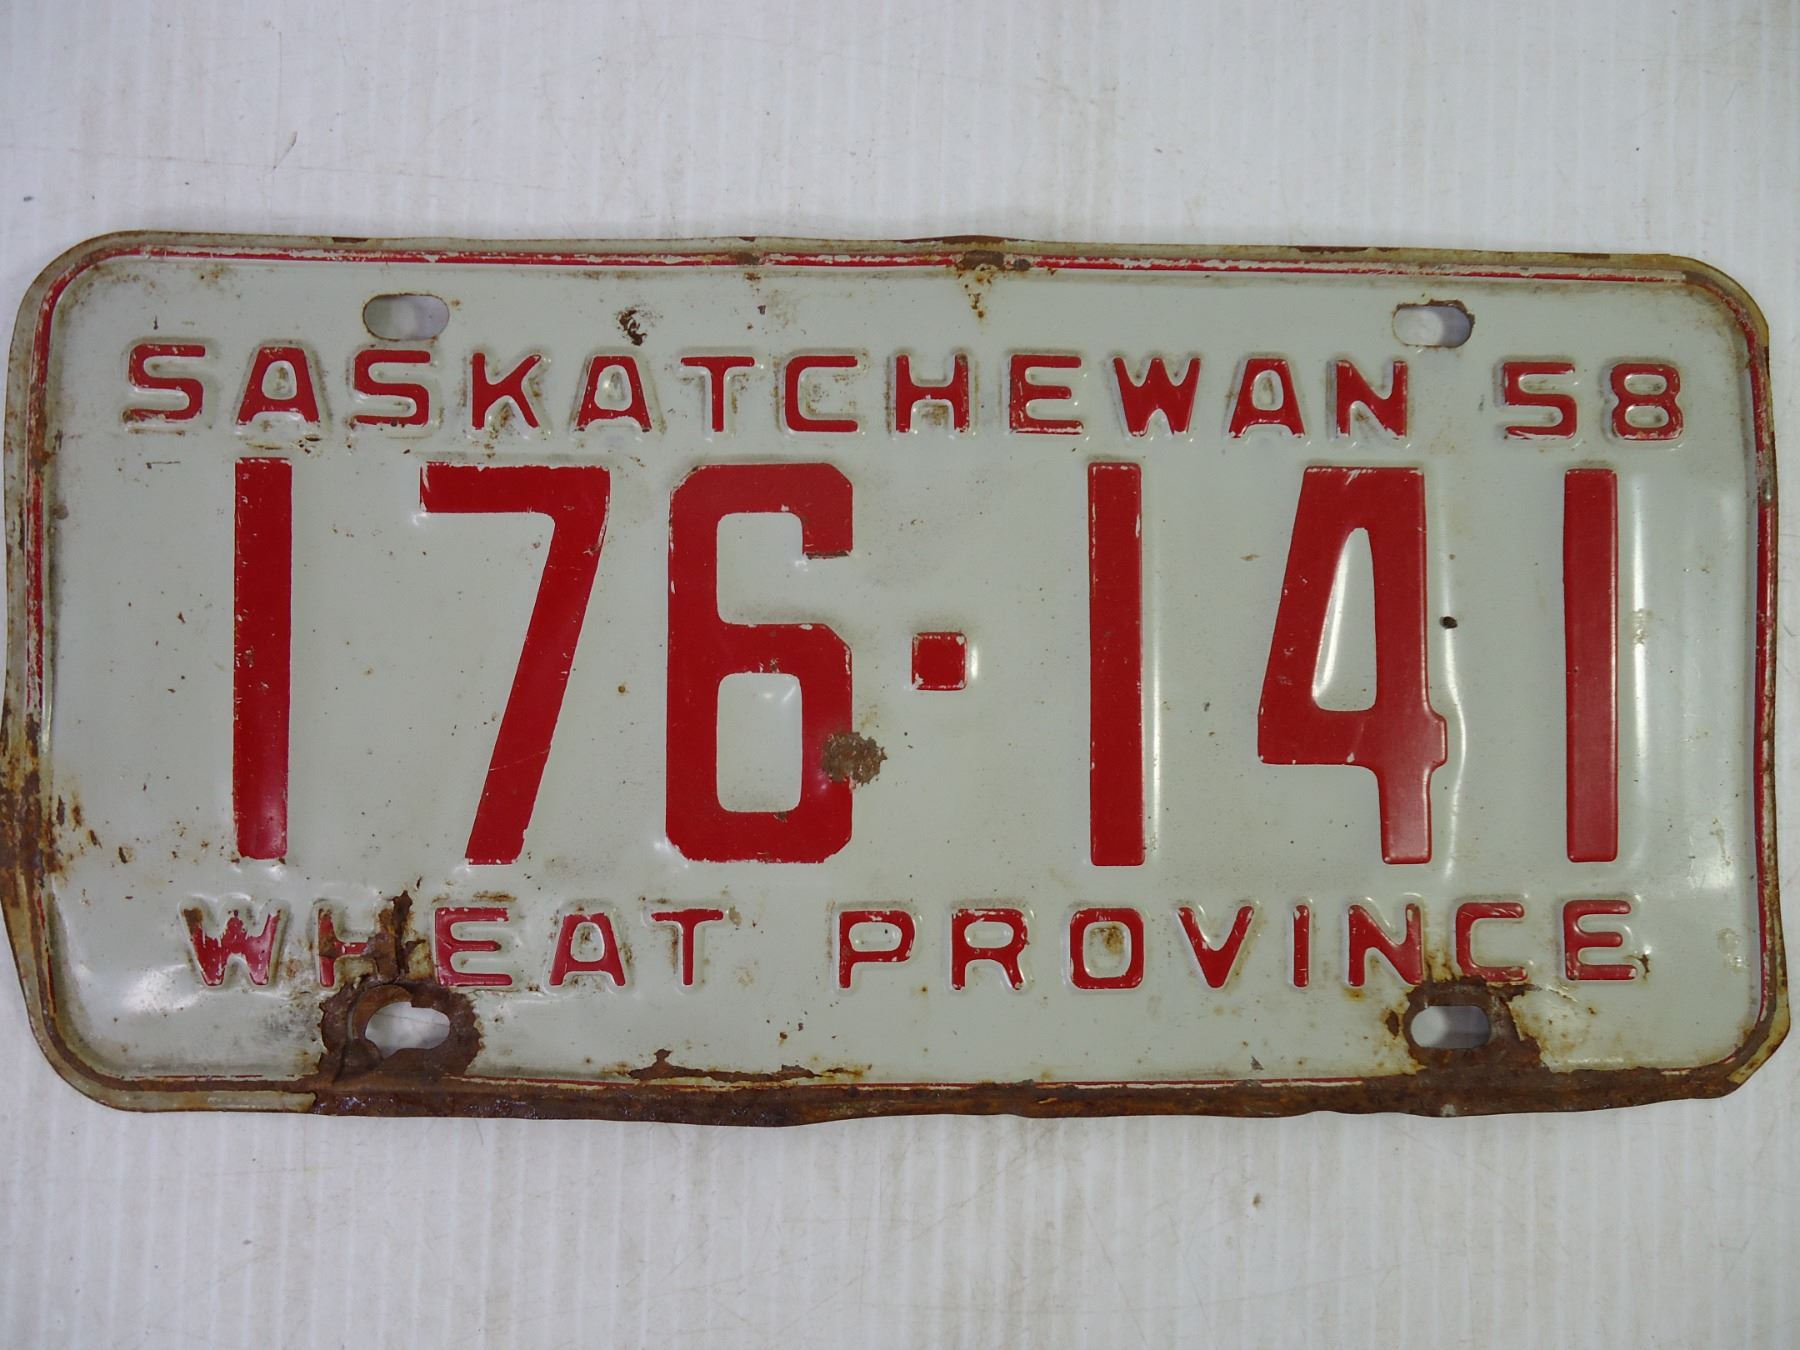 SASKATCHEWAN 58
176·141
WHEAT PROVINCE